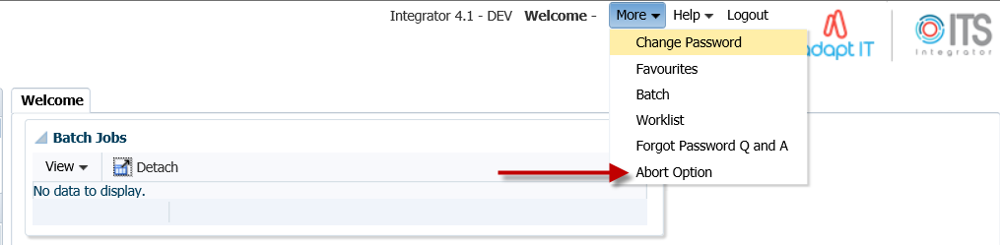 Integrator 4.1 - DEV Welcome - More Help Logout
Change Password
adapt IT
ITS
Integrator
Favourites
Batch
Worklist
Forgot Password Q and A
Abort Option
Welcome
Batch Jobs
View Detach
No data to display.